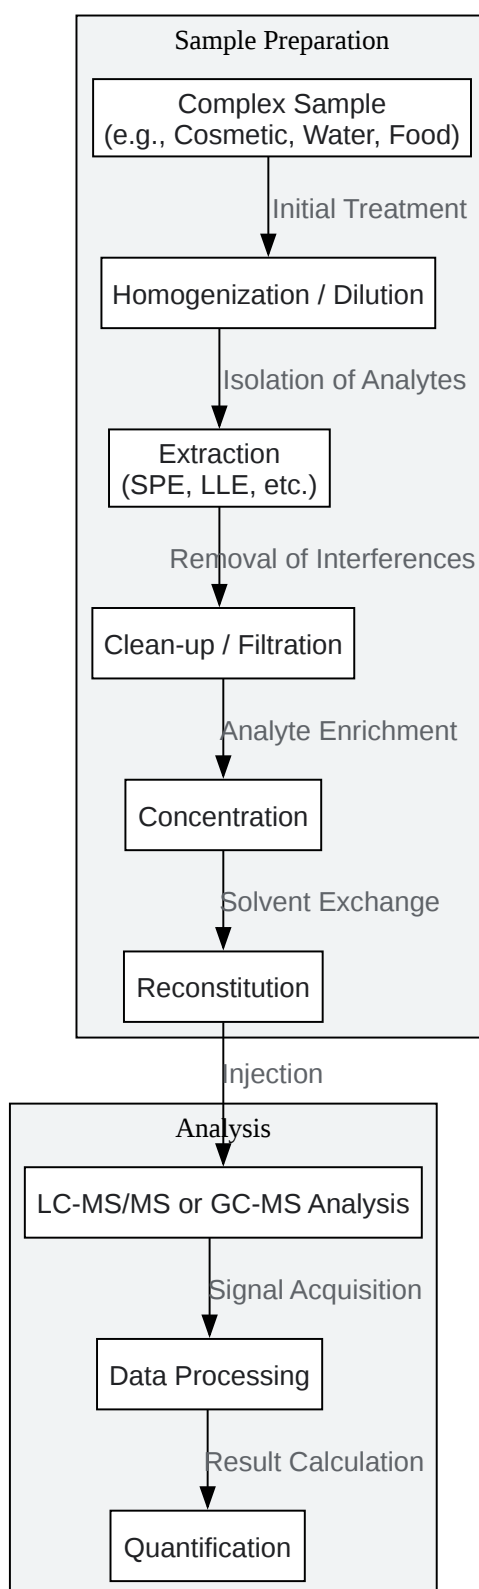 Sample Preparation
Complex Sample
(e.g., Cosmetic, Water, Food)
Initial Treatment
Homogenization / Dilution
Isolation of Analytes
Extraction
(SPE, LLE, etc.)
Removal of Interferences
Clean-up / Filtration
Analyte Enrichment
Concentration
Solvent Exchange
Reconstitution
Injection
Analysis
LC-MS/MS or GC-MS Analysis
Signal Acquisition
Data Processing
Result Calculation
Quantification